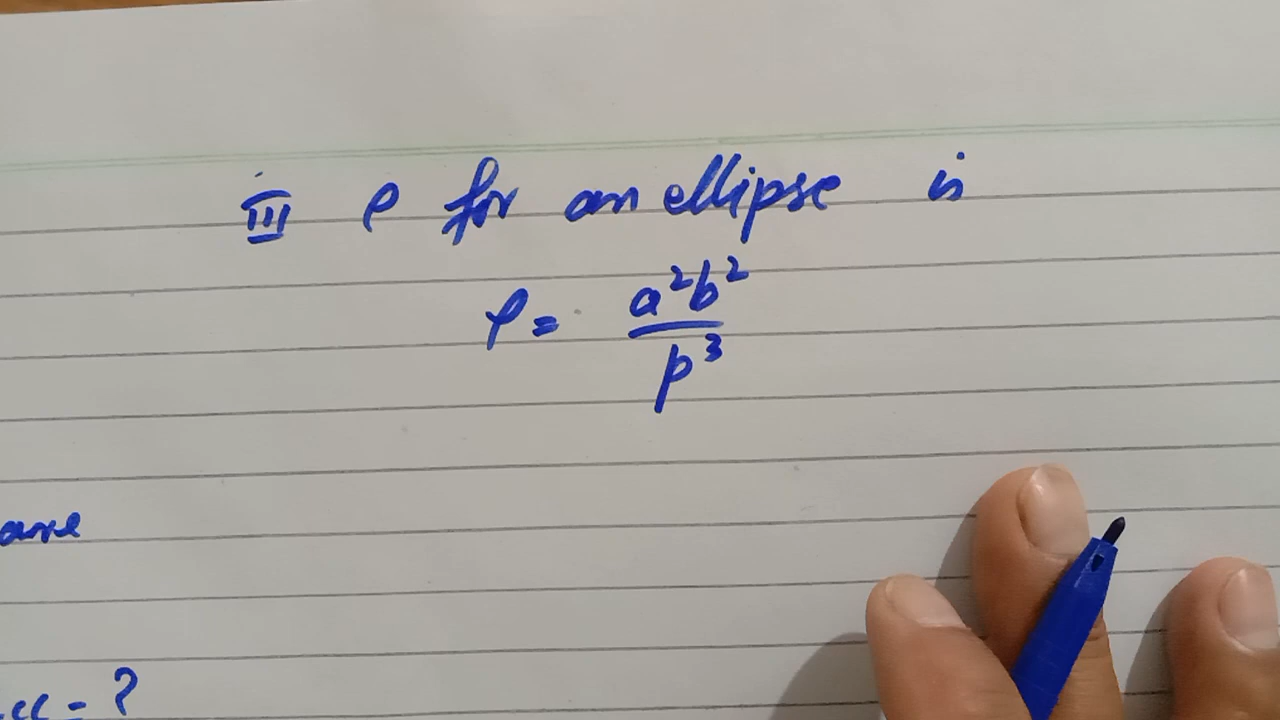 III ρ for an ellipse is
ρ = a²b² / p³
are
= ?